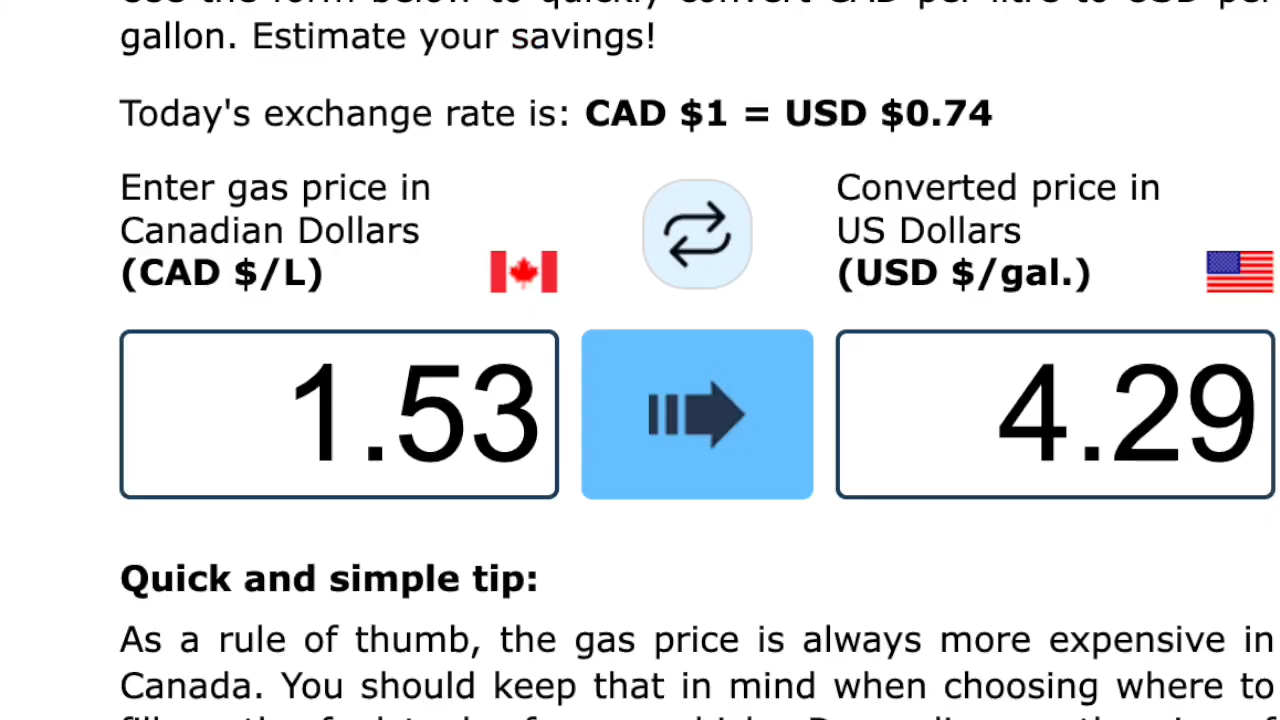 gallon. Estimate your savings!
Today's exchange rate is: CAD $1 = USD $0.74
Enter gas price in
Canadian Dollars
(CAD $/L)
Converted price in
US Dollars
(USD $/gal.)
1.53
4.29
Quick and simple tip:
As a rule of thumb, the gas price is always more expensive in
Canada. You should keep that in mind when choosing where to